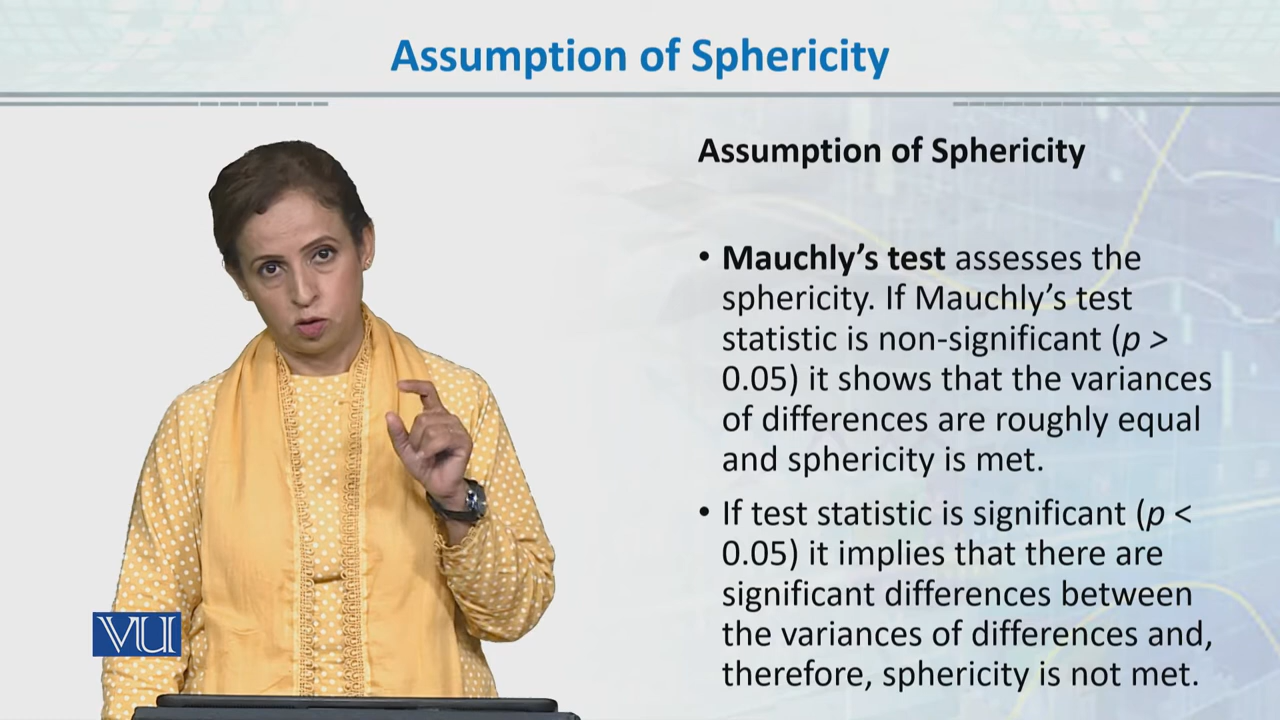 Assumption of Sphericity
Assumption of Sphericity
• Mauchly’s test assesses the
sphericity. If Mauchly’s test
statistic is non-significant (p >
0.05) it shows that the variances
of differences are roughly equal
and sphericity is met.
• If test statistic is significant (p <
0.05) it implies that there are
significant differences between
the variances of differences and,
therefore, sphericity is not met.
VU